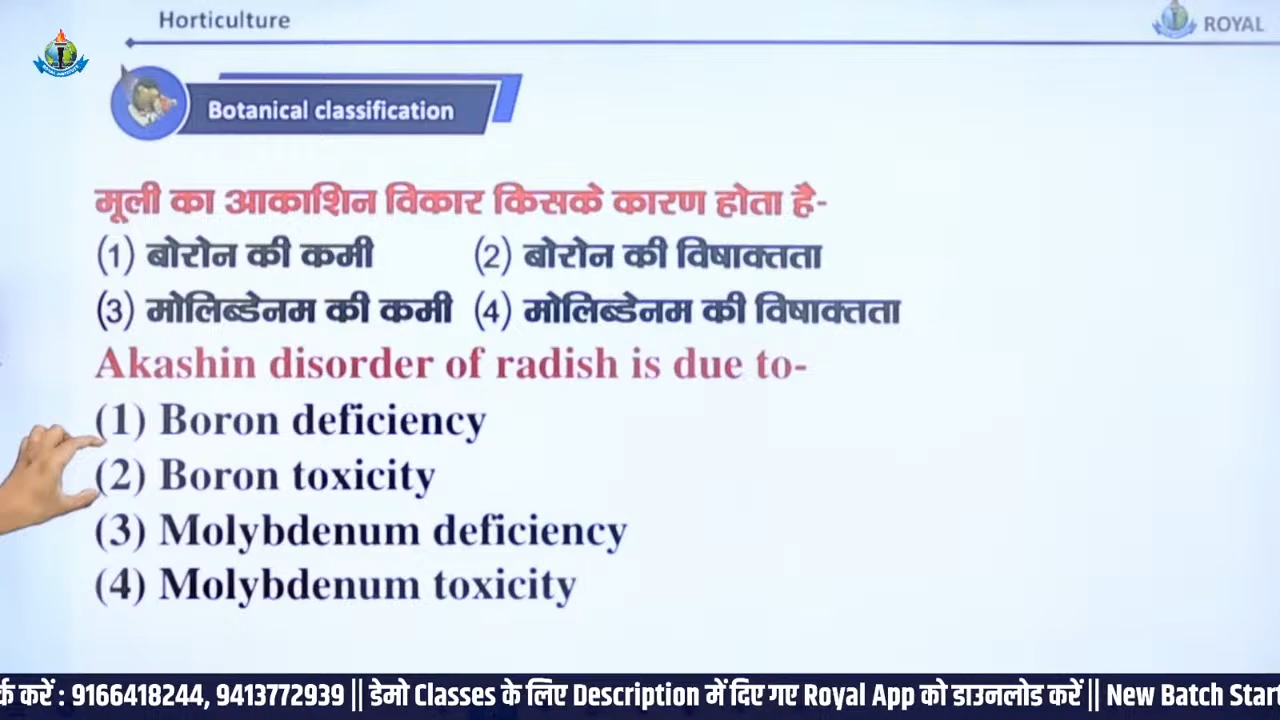 Horticulture
ROYAL
Botanical classification
मूली का आकाशिन विकार किसके कारण होता है-
(1) बोरोन की कमी (2) बोरोन की विषाक्तता
(3) मोलिब्डेनम की कमी (4) मोलिब्डेनम की विषाक्तता
Akashin disorder of radish is due to-
(1) Boron deficiency
(2) Boron toxicity
(3) Molybdenum deficiency
(4) Molybdenum toxicity
र्क करें : 9166418244, 9413772939 || डेमो Classes के लिए Description में दिए गए Royal App को डाउनलोड करें || New Batch Star